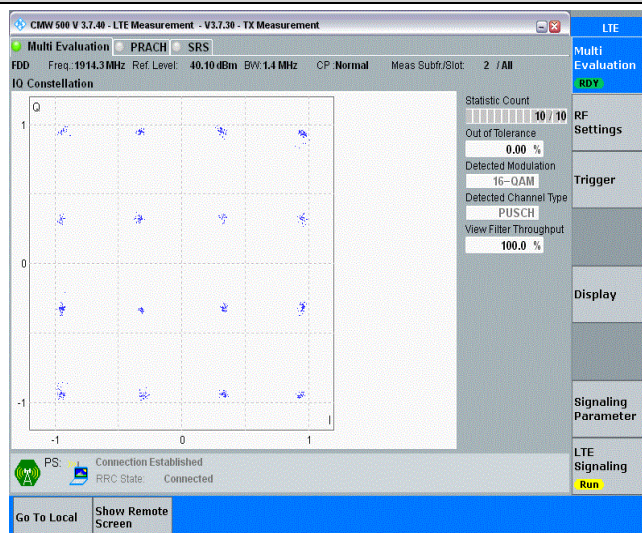 CMW 500 V 3.7.40 - LTE Measurement - V3.7.30 - TX Measurement
Multi Evaluation PRACH SRS
FDD Freq.:1914.3 MHz Ref. Level: 40.10 dBm BW:1.4 MHz CP :Normal Meas Subfr./Slot: 2 / All
IQ Constellation
Q
1
0
-1
-1 0 1
I
Statistic Count
10 / 10
Out of Tolerance
0.00 %
Detected Modulation
16-QAM
Detected Channel Type
PUSCH
View Filter Throughput
100.0 %
PS: Connection Established
RRC State: Connected
Go To Local
Show Remote
Screen
LTE
Multi
Evaluation
RDY
RF
Settings
Trigger
Display
Signaling
Parameter
LTE
Signaling
Run